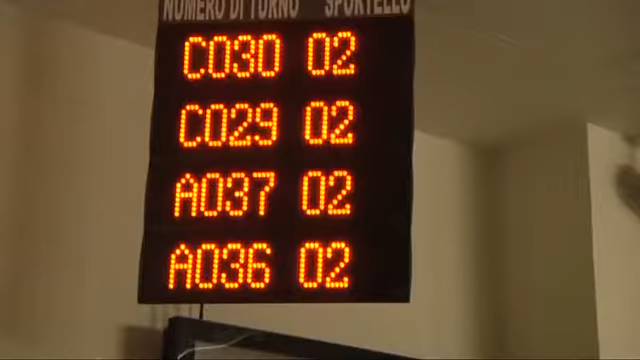 NUMERO DI TURNO SPORTELLO
C030 02
C029 02
A037 02
A036 02